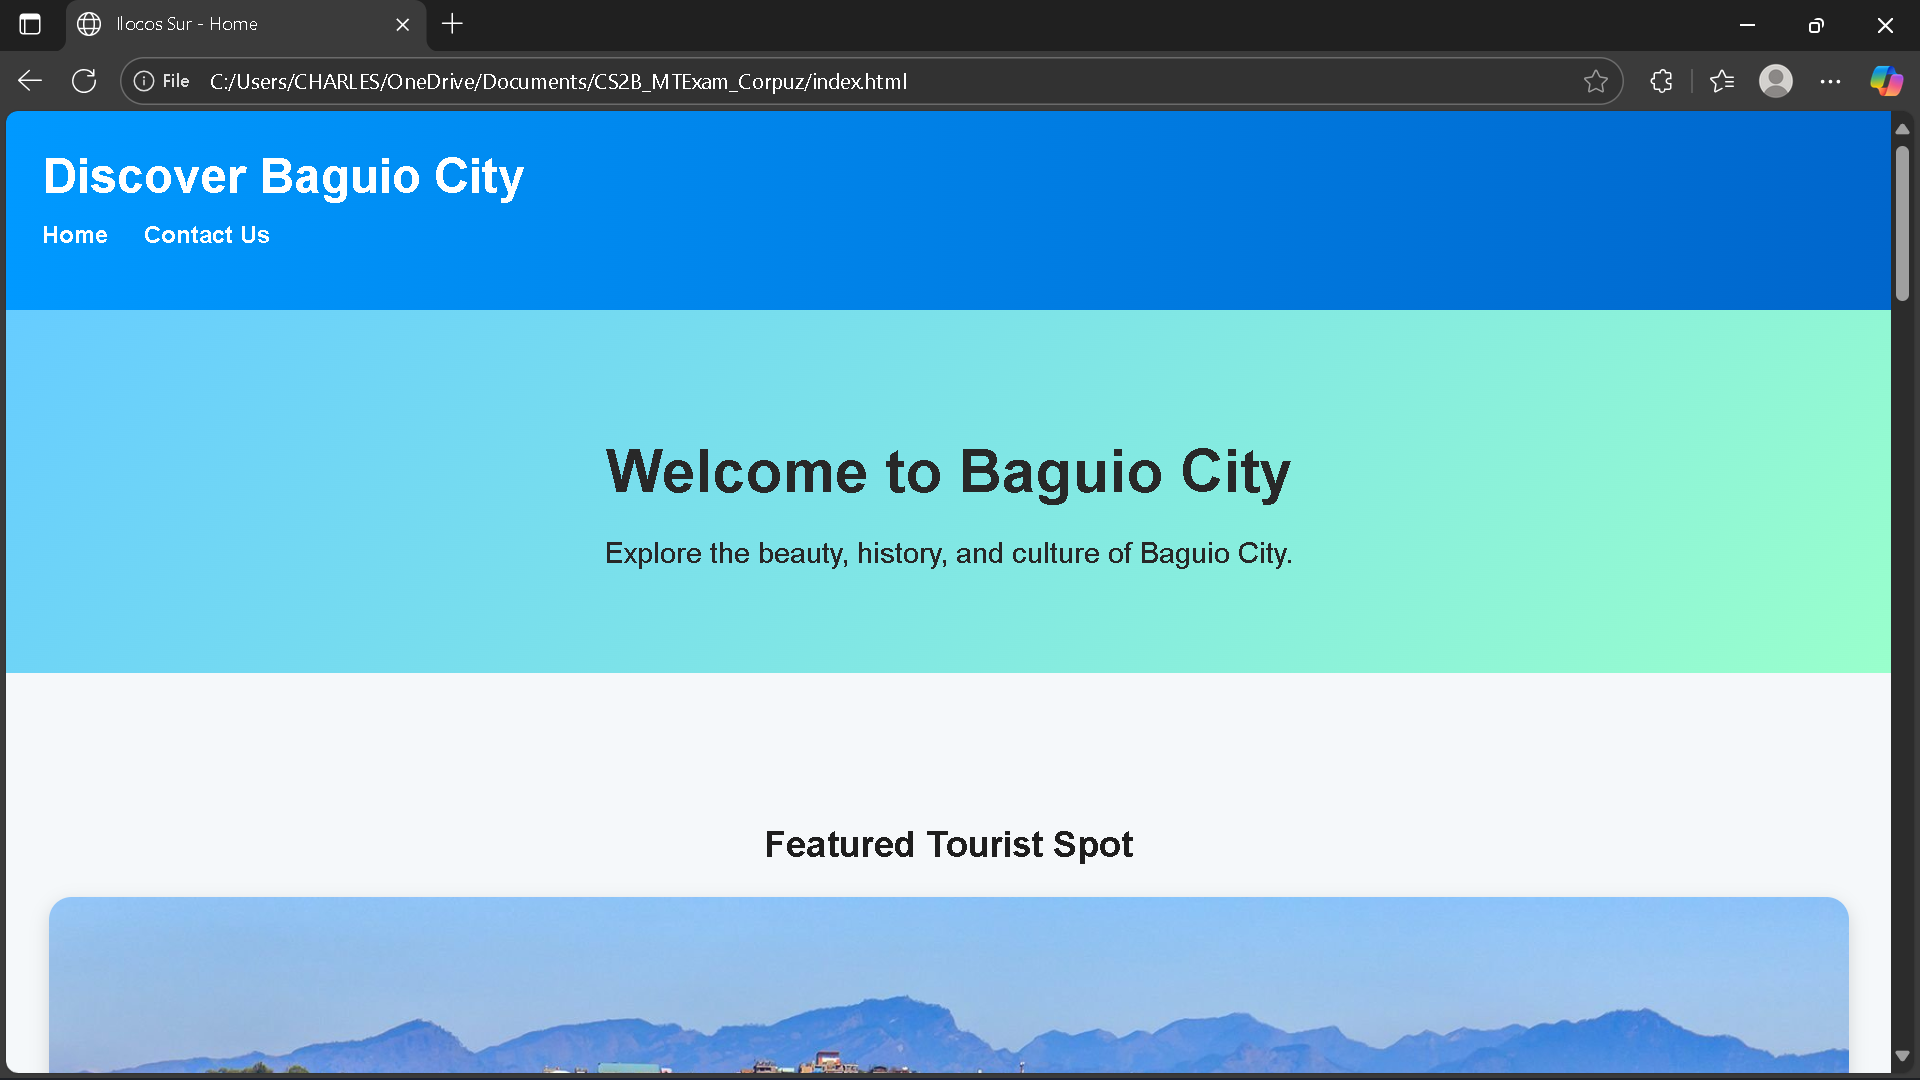 Ilocos Sur - Home
File C:/Users/CHARLES/OneDrive/Documents/CS2B_MTExam_Corpuz/index.html
Discover Baguio City
Home Contact Us
Welcome to Baguio City
Explore the beauty, history, and culture of Baguio City.
Featured Tourist Spot